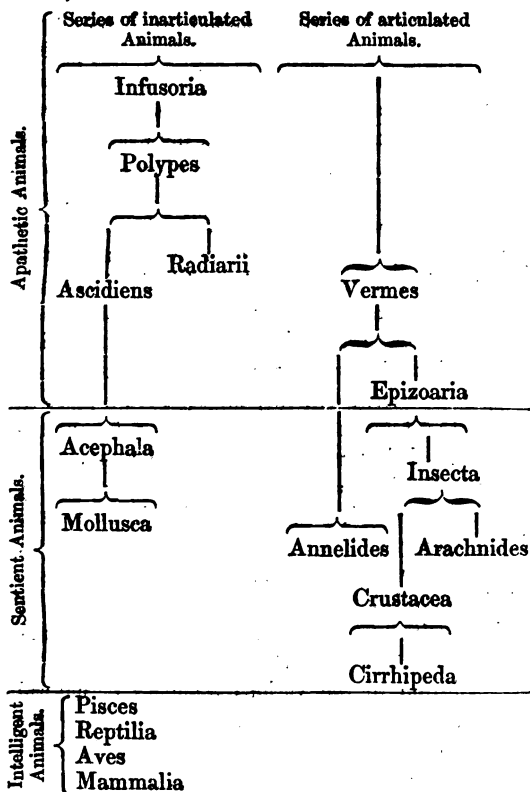 Series of inarticulated
Animals.
Series of articulated
Animals.
Apathetic Animals.
Infusoria
Polypes
Radiarii
Ascidiens
Vermes
Epizoaria
Sentient Animals.
Acephala
Insecta
Mollusca
Annelides
Arachnides
Crustacea
Cirrhipeda
Intelligent
Animals.
Pisces
Reptilia
Aves
Mammalia